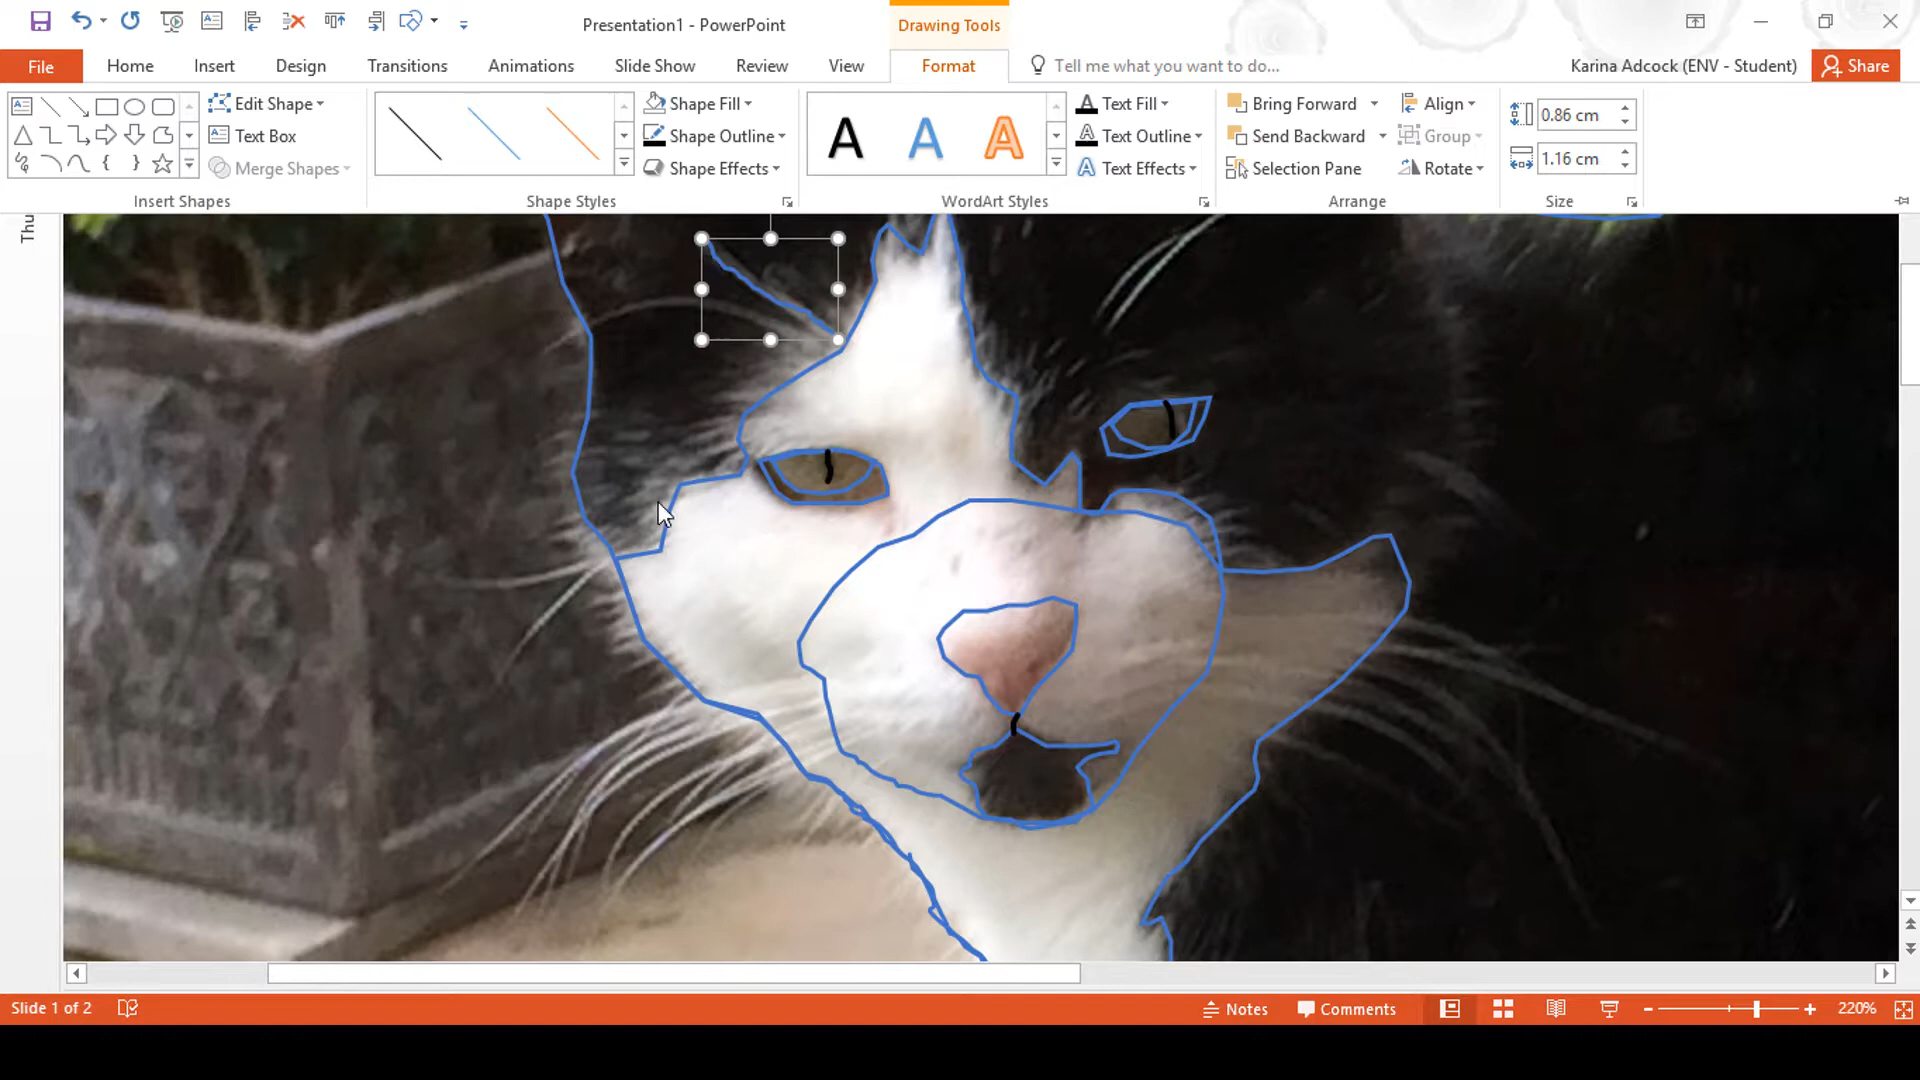 Presentation1 - PowerPoint
Drawing Tools
File
Home
Insert
Design
Transitions
Animations
Slide Show
Review
View
Format
Tell me what you want to do...
Karina Adcock (ENV - Student)
Share
Edit Shape
Text Box
Merge Shapes
Insert Shapes
Shape Fill
Shape Outline
Shape Effects
Shape Styles
A A A
Text Fill
Text Outline
Text Effects
WordArt Styles
Bring Forward
Send Backward
Selection Pane
Align
Group
Rotate
Arrange
0.86 cm
1.16 cm
Size
Thu
Slide 1 of 2
Notes
Comments
220%